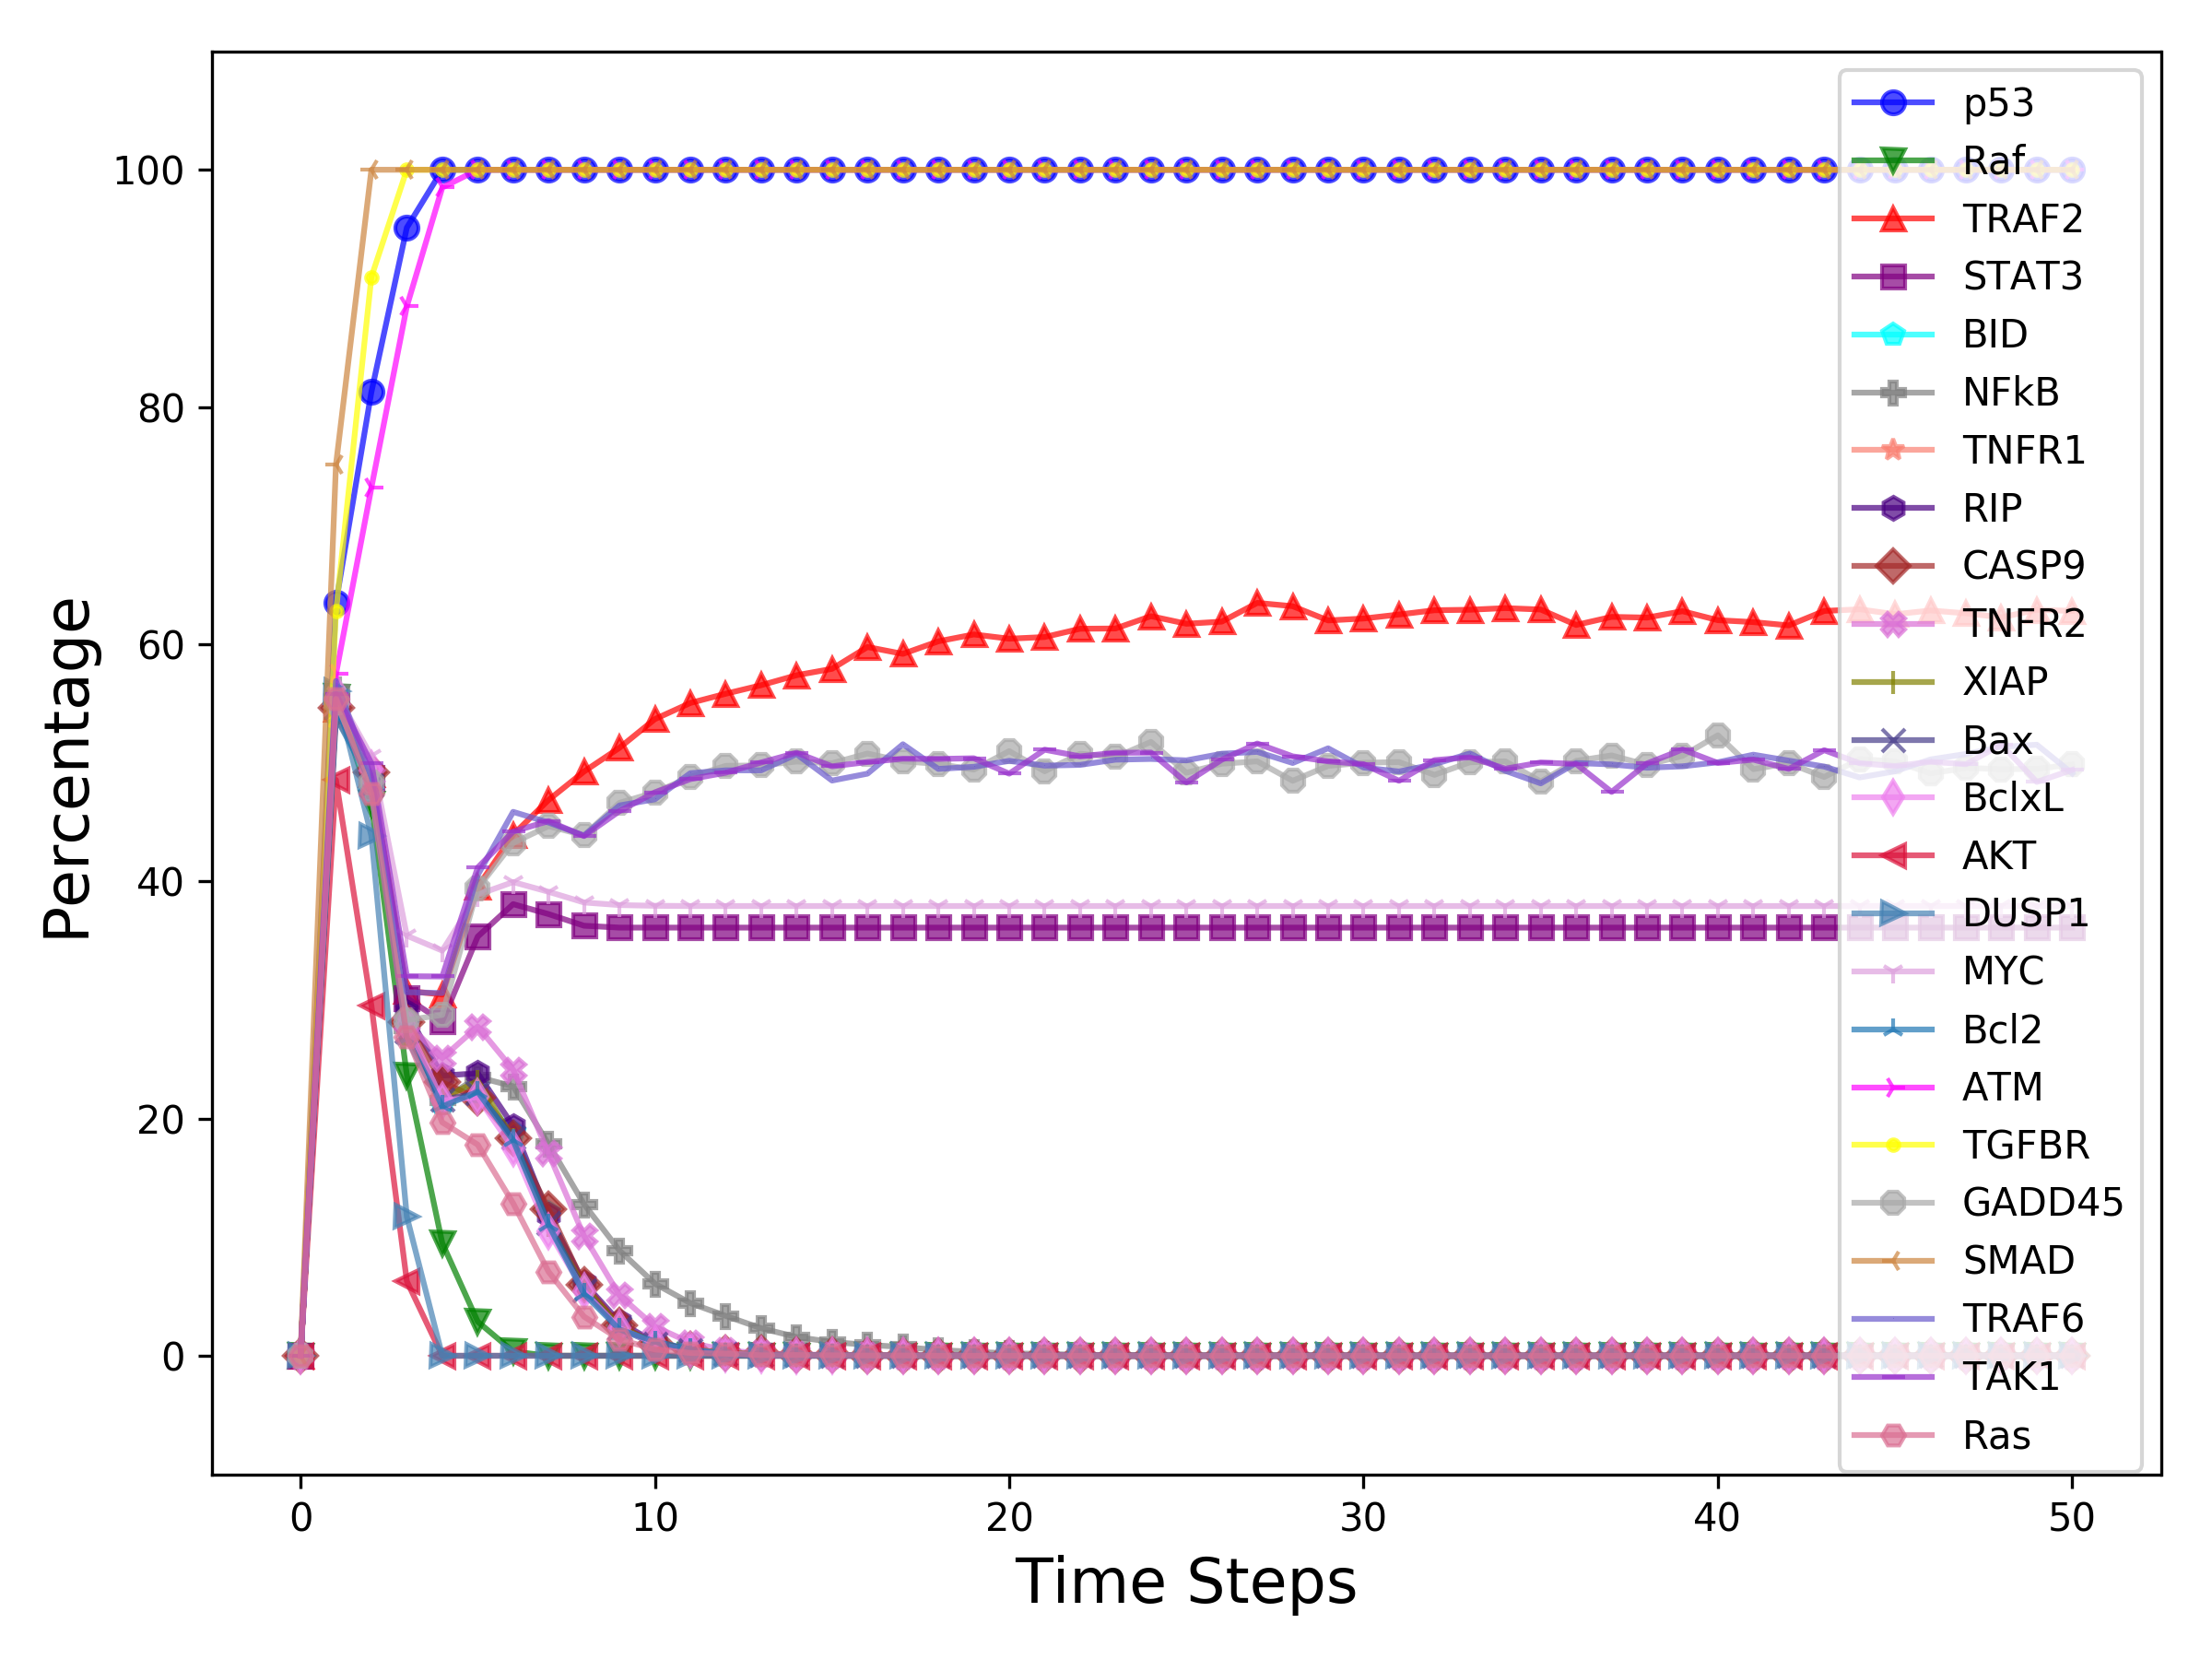 100
80
60
40
20
0
Percentage
0 10 20 30 40 50
Time Steps
p53
Raf
TRAF2
STAT3
BID
NFkB
TNFR1
RIP
CASP9
TNFR2
XIAP
Bax
BclxL
AKT
DUSP1
MYC
Bcl2
ATM
TGFBR
GADD45
SMAD
TRAF6
TAK1
Ras